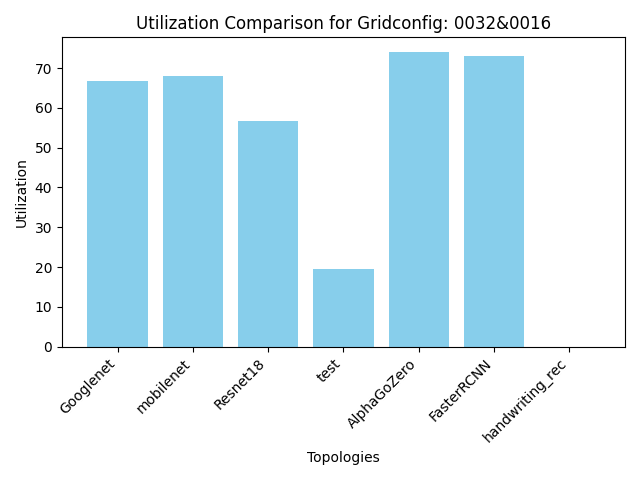 Utilization Comparison for Gridconfig: 0032&0016
Utilization
70
60
50
40
30
20
10
0
Googlenet
mobilenet
Resnet18
test
AlphaGoZero
FasterRCNN
handwriting_rec
Topologies